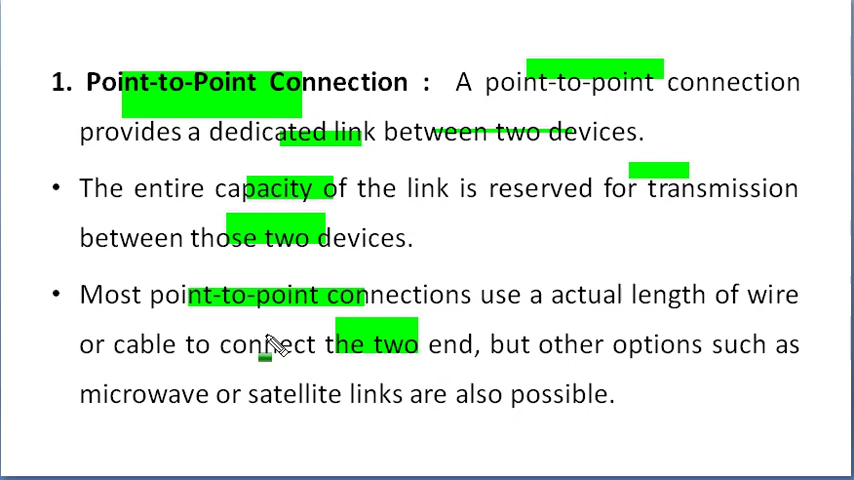 1. Point-to-Point Connection : A point-to-point connection
provides a dedicated link between two devices.
• The entire capacity of the link is reserved for transmission
between those two devices.
• Most point-to-point connections use a actual length of wire
or cable to connect the two end, but other options such as
microwave or satellite links are also possible.